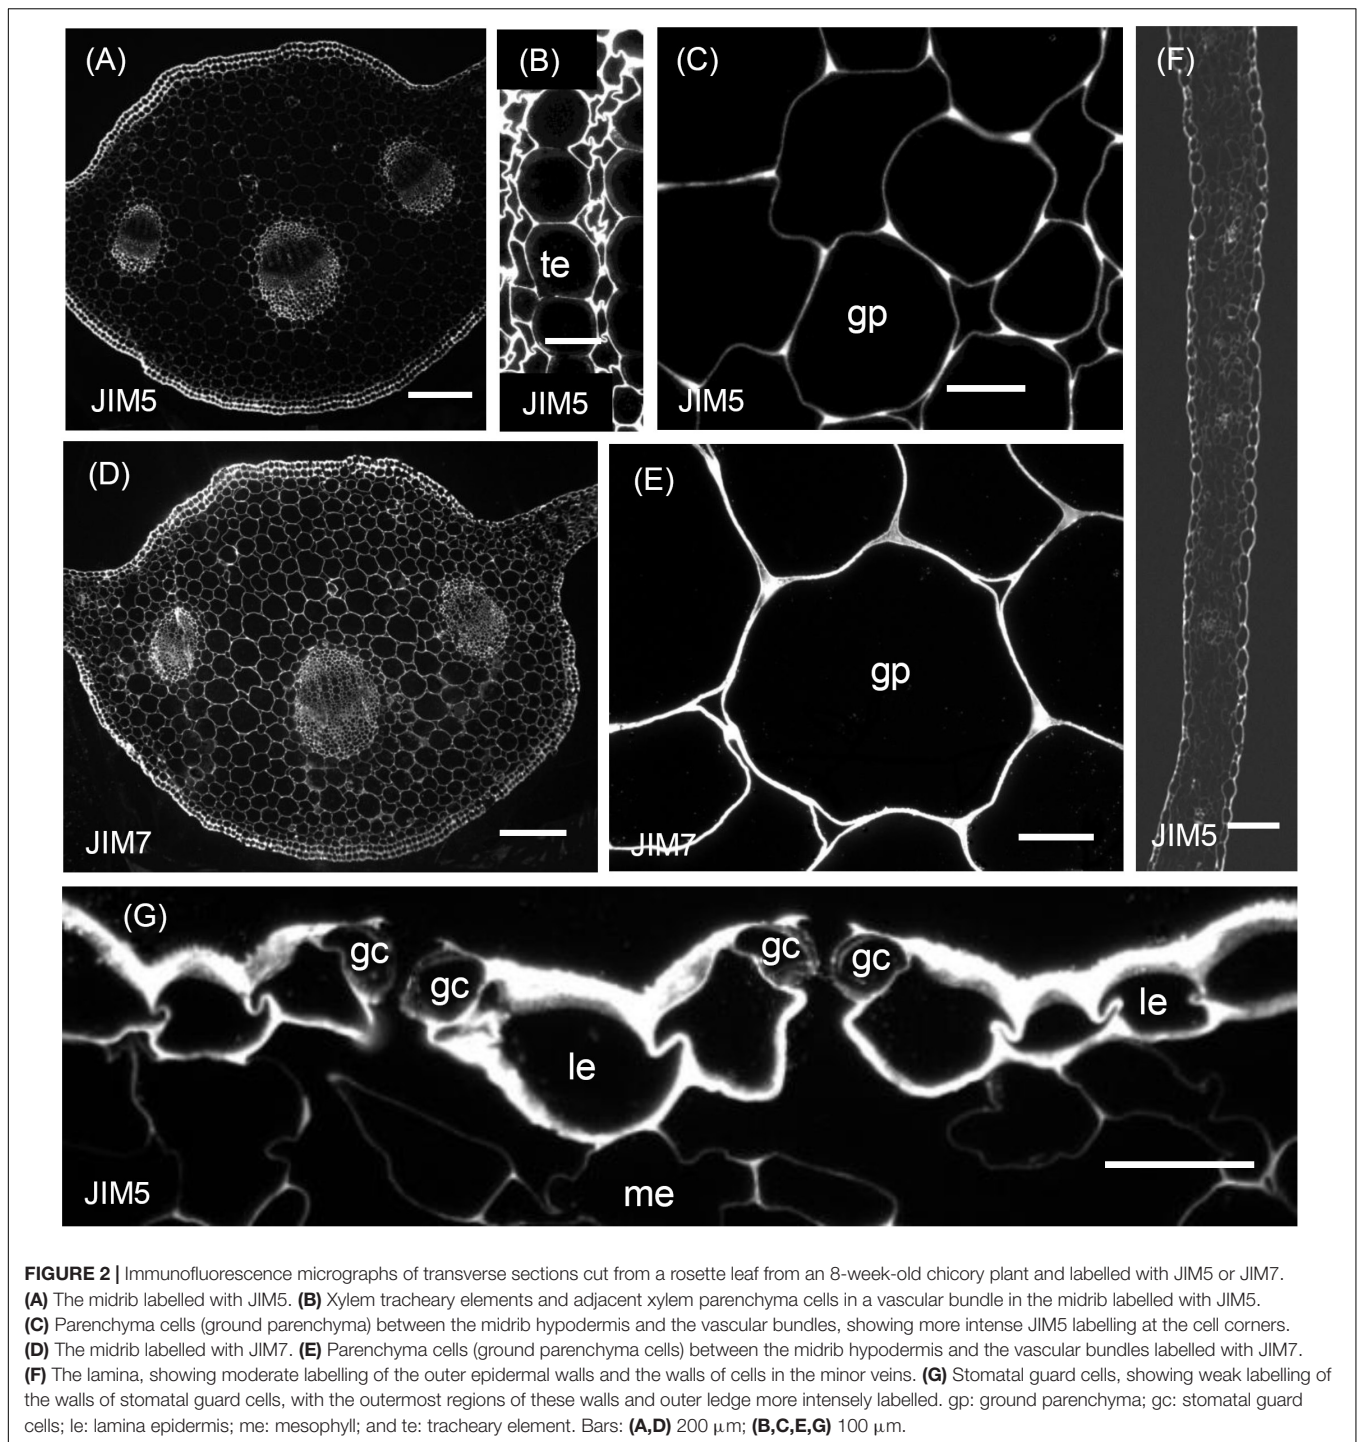 (A)
JIM5
(B)
te
JIM5
(C)
gp
JIM5
(F)
JIM5
(D)
JIM7
(E)
gp
JIM7
(G)
gc
gc
gc
gc
le
le
me
JIM5
FIGURE 2 | Immunofluorescence micrographs of transverse sections cut from a rosette leaf from an 8-week-old chicory plant and labelled with JIM5 or JIM7.
(A) The midrib labelled with JIM5. (B) Xylem tracheary elements and adjacent xylem parenchyma cells in a vascular bundle in the midrib labelled with JIM5.
(C) Parenchyma cells (ground parenchyma) between the midrib hypodermis and the vascular bundles, showing more intense JIM5 labelling at the cell corners.
(D) The midrib labelled with JIM7. (E) Parenchyma cells (ground parenchyma cells) between the midrib hypodermis and the vascular bundles labelled with JIM7.
(F) The lamina, showing moderate labelling of the outer epidermal walls and the walls of cells in the minor veins. (G) Stomatal guard cells, showing weak labelling of
the walls of stomatal guard cells, with the outermost regions of these walls and outer ledge more intensely labelled. gp: ground parenchyma; gc: stomatal guard
cells; le: lamina epidermis; me: mesophyll; and te: tracheary element. Bars: (A,D) 200 μm; (B,C,E,G) 100 μm.